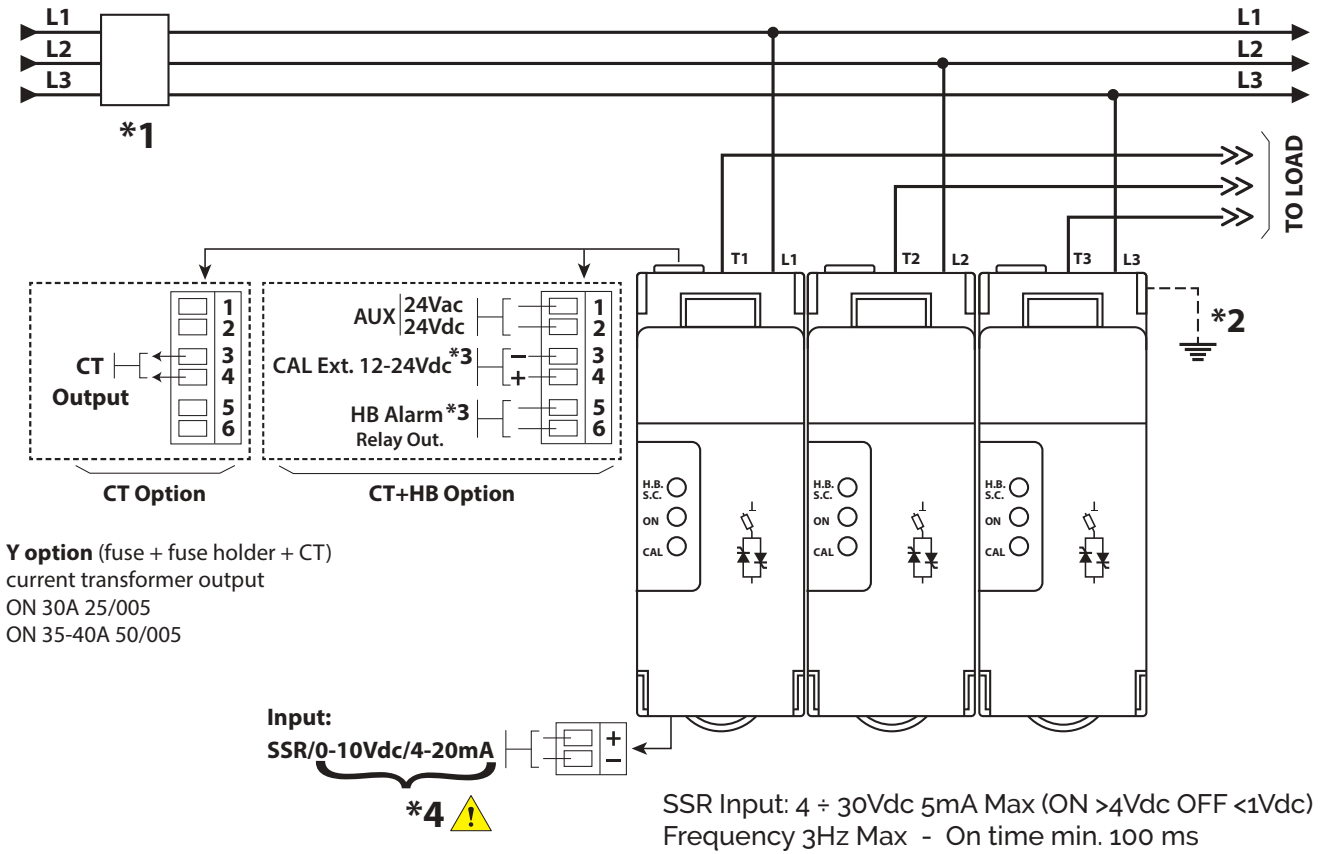 L1
L2
L3
*1
L1
L2
L3
TO LOAD
T1 L1 T2 L2 T3 L3
*2
1
2
CT
Output
3
4
5
6
CT Option
AUX 24Vac
24Vdc
1
2
CAL Ext. 12-24Vdc*3
–
+
3
4
HB Alarm*3
Relay Out.
5
6
CT+HB Option
H.B.
S.C.
ON
CAL
H.B.
S.C.
ON
CAL
H.B.
S.C.
ON
CAL
Y option (fuse + fuse holder + CT)
current transformer output
ON 30A 25/005
ON 35-40A 50/005
Input:
SSR/0-10Vdc/4-20mA
+
–
*4
SSR Input: 4 ÷ 30Vdc 5mA Max (ON >4Vdc OFF <1Vdc)
Frequency 3Hz Max - On time min. 100 ms